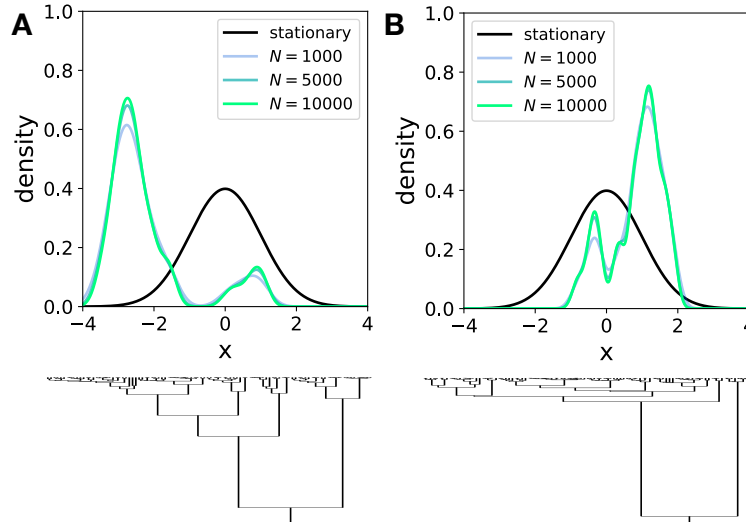 A
1.0
0.8
0.6
0.4
0.2
0.0
density
stationary
N = 1000
N = 5000
N = 10000
−4
−2
0
2
4
x
B
1.0
0.8
0.6
0.4
0.2
0.0
density
stationary
N = 1000
N = 5000
N = 10000
−4
−2
0
2
4
x